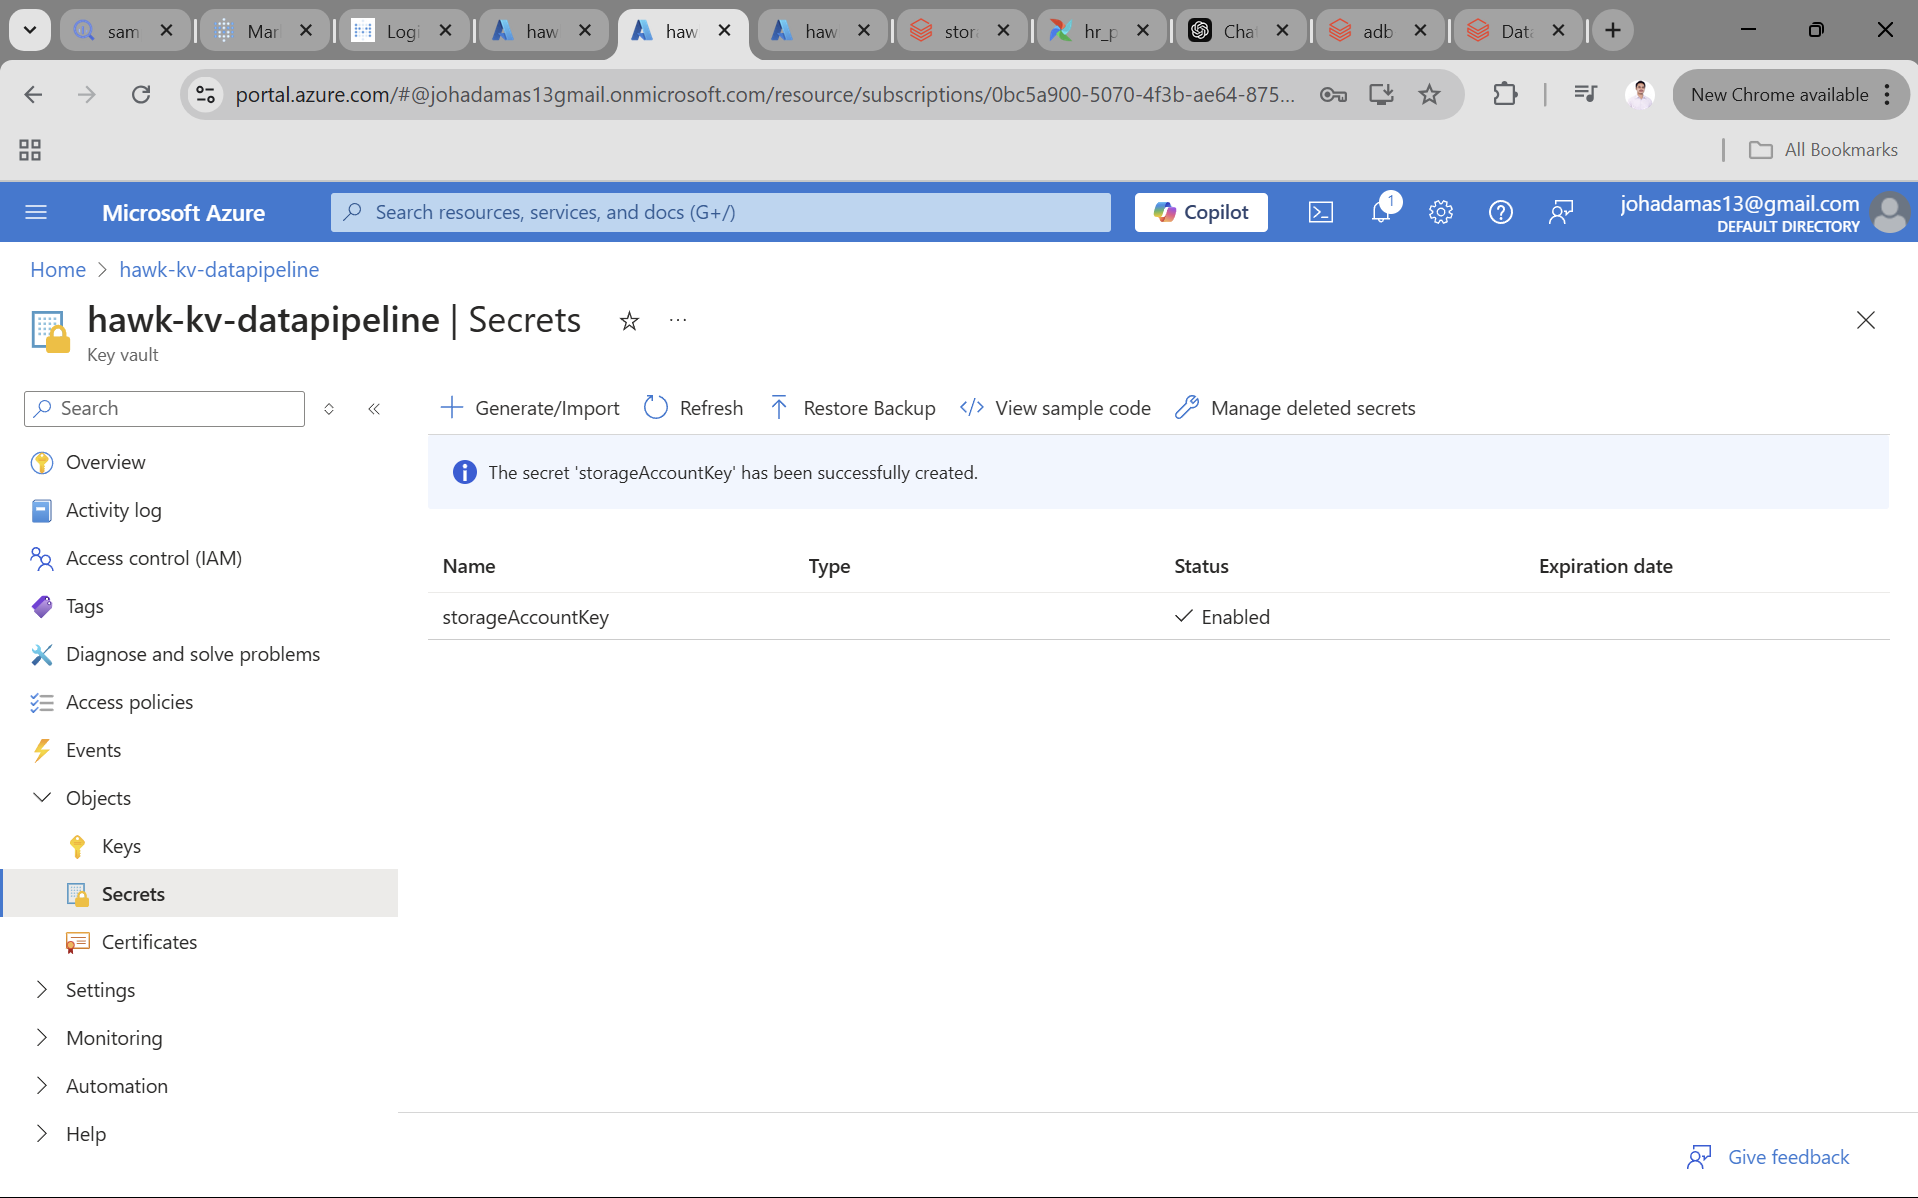 sam
Mar
Logi
haw
haw
haw
stor
hr_p
Cha
adb
Data
portal.azure.com/#@johadamas13gmail.onmicrosoft.com/resource/subscriptions/0bc5a900-5070-4f3b-ae64-875...
New Chrome available
All Bookmarks
Microsoft Azure
Search resources, services, and docs (G+/)
Copilot
1
johadamas13@gmail.com
DEFAULT DIRECTORY
Home > hawk-kv-datapipeline
hawk-kv-datapipeline | Secrets
Key vault
Search
Generate/Import Refresh Restore Backup View sample code Manage deleted secrets
The secret 'storageAccountKey' has been successfully created.
Name Type Status Expiration date
storageAccountKey Enabled
Overview
Activity log
Access control (IAM)
Tags
Diagnose and solve problems
Access policies
Events
Objects
Keys
Secrets
Certificates
Settings
Monitoring
Automation
Help
Give feedback